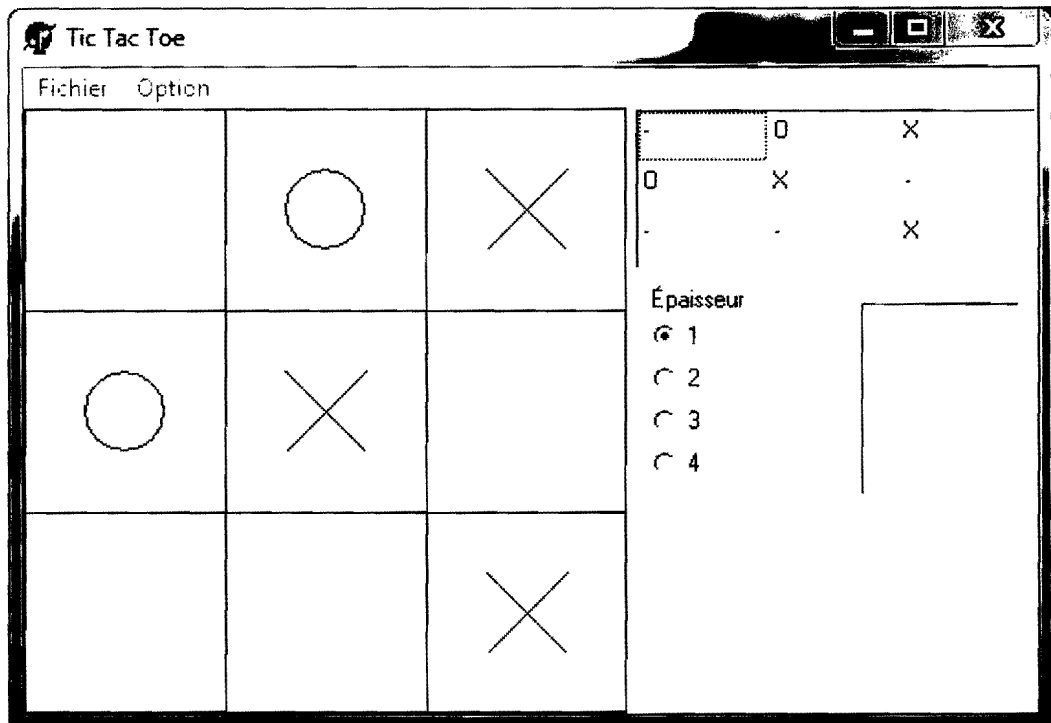 Tic Tac Toe
Fichier Option
- O X
O X -
- - X
Épaisseur
1
2
3
4